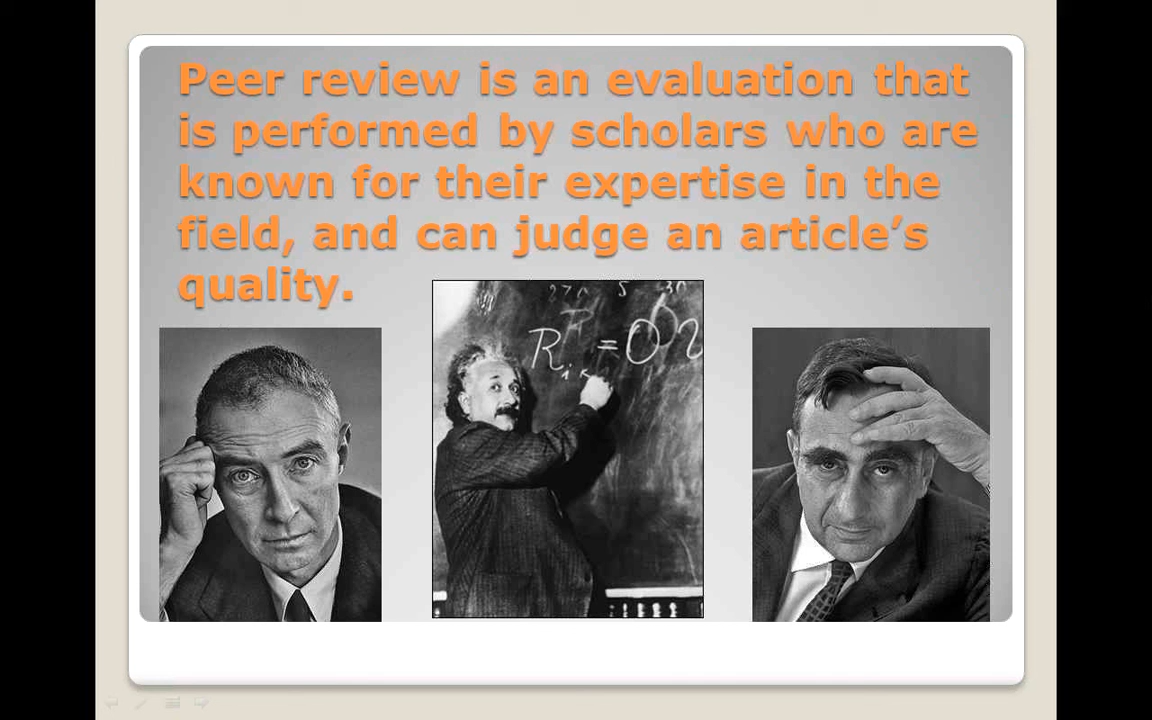 Peer review is an evaluation that
is performed by scholars who are
known for their expertise in the
field, and can judge an article’s
quality.
R i k = 0